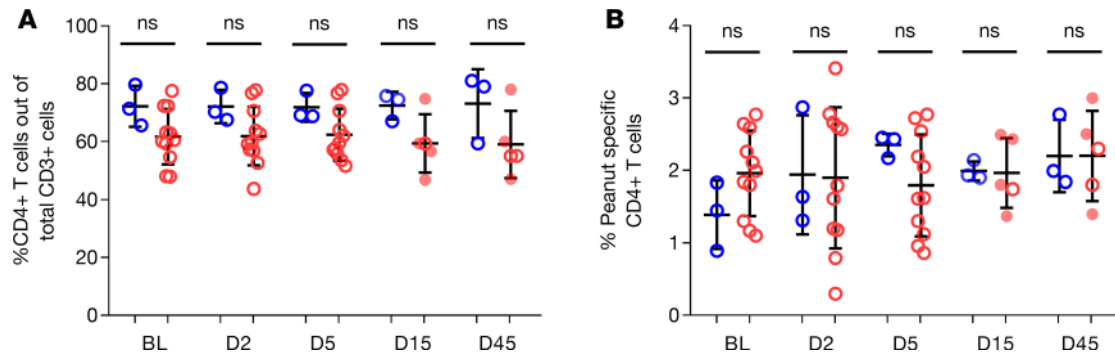 A
%CD4+ T cells out of
total CD3+ cells
100
80
60
40
20
0
ns
ns
ns
ns
ns
BL
D2
D5
D15
D45
B
% Peanut specific
CD4+ T cells
4
3
2
1
0
ns
ns
ns
ns
ns
BL
D2
D5
D15
D45